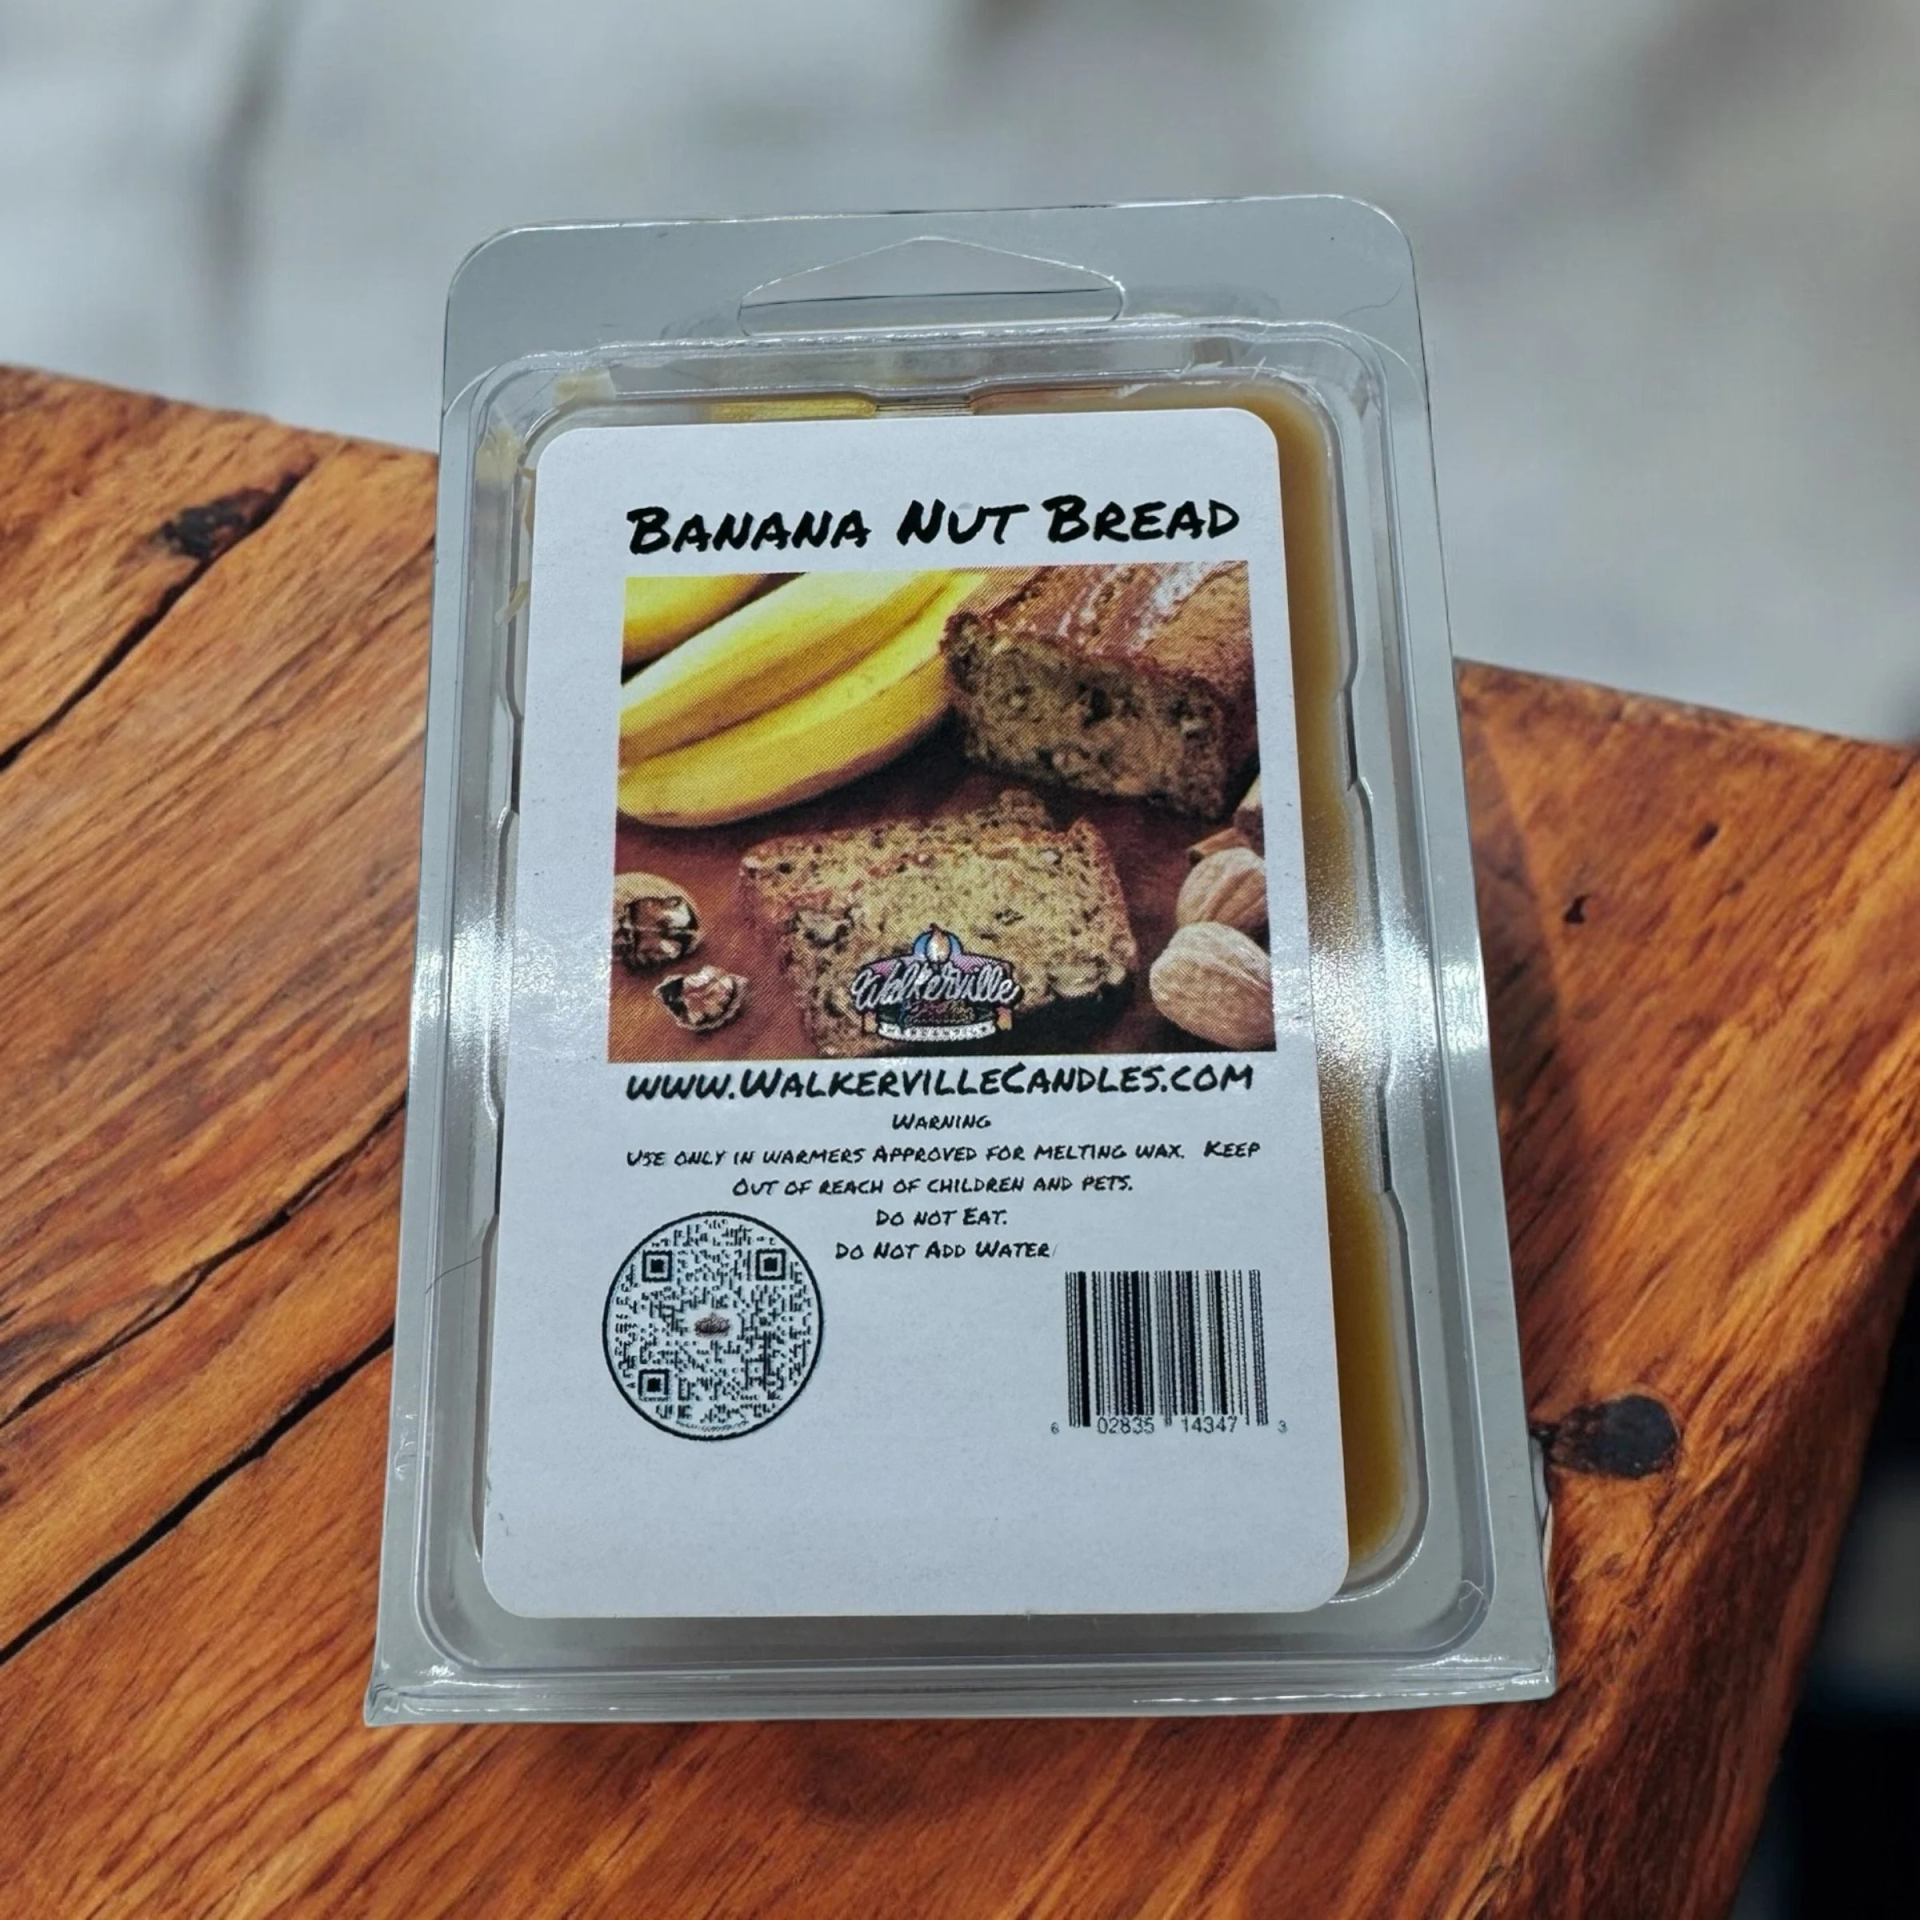 Banana Nut Bread
Walkerville
www.WalkervilleCandles.com
Warning
Use only in warmers Approved for melting wax. Keep
Out of reach of children and pets.
Do not Eat.
Do Not Add Water
6 02835 14347 3